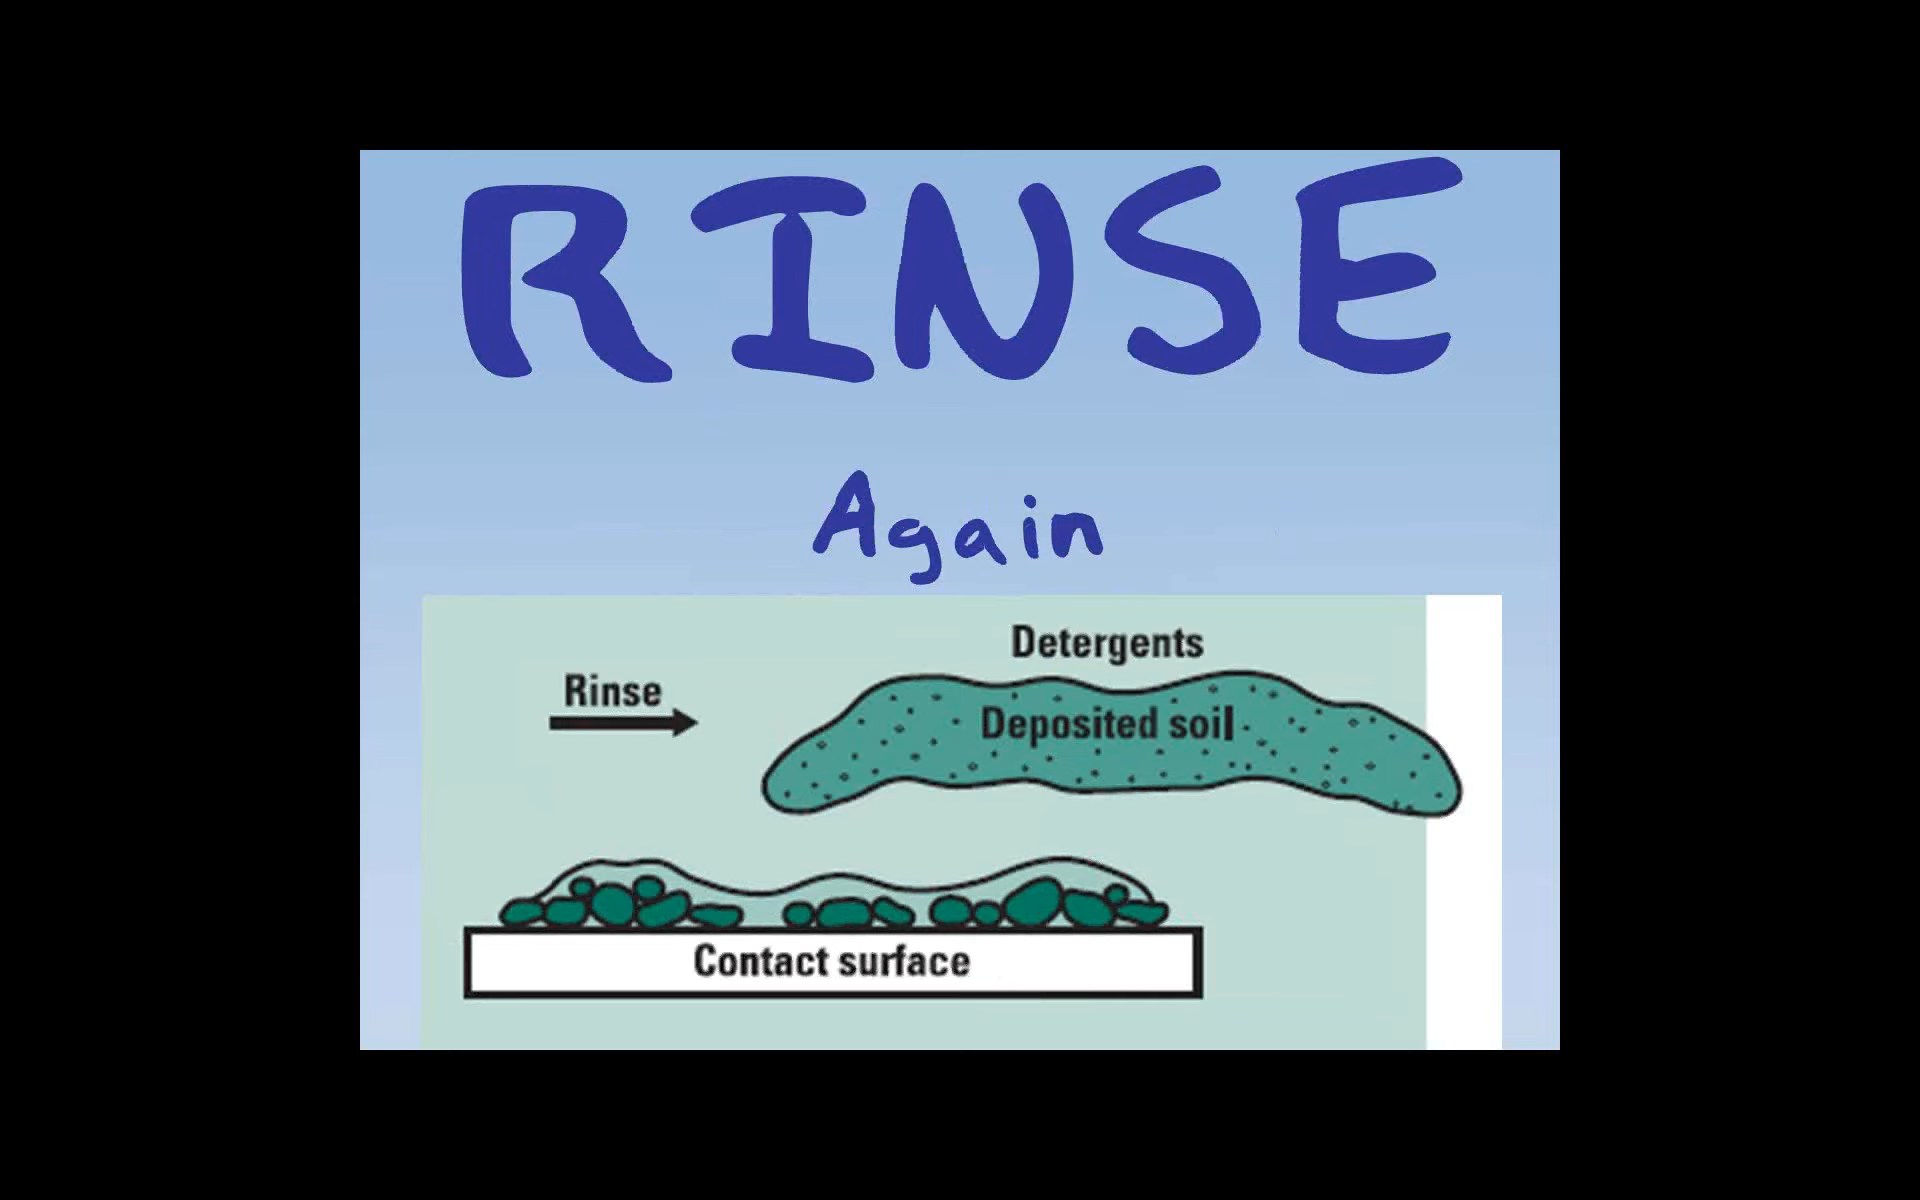 RINSE
Again
Detergents
Rinse
Deposited soil
Contact surface